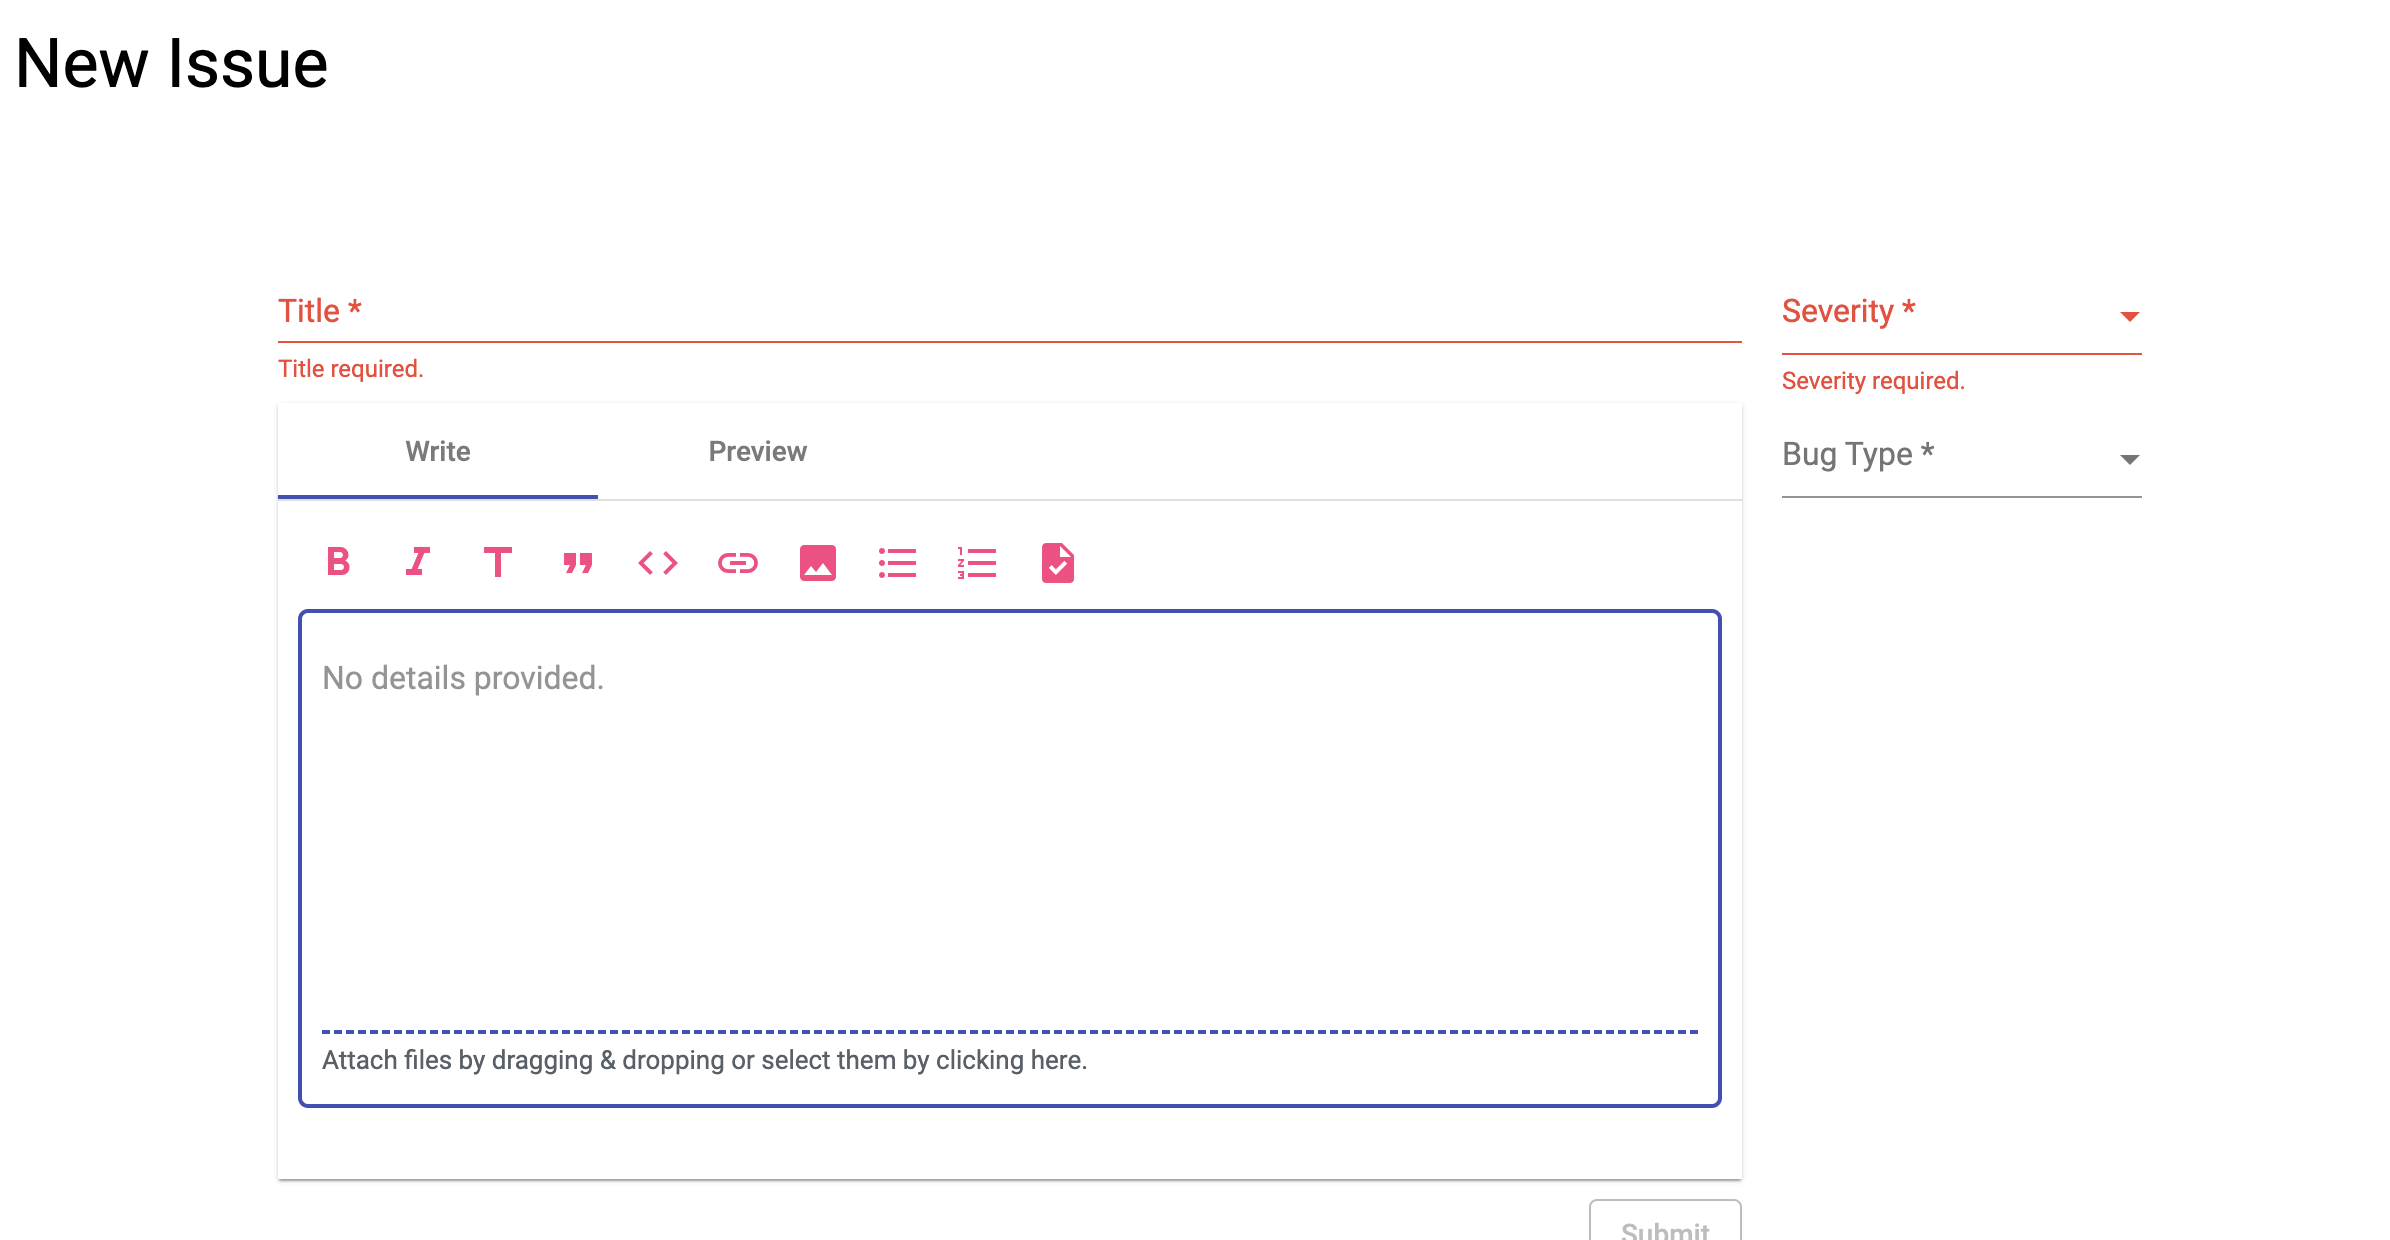 New Issue
Title *
Title required.
Severity *
Severity required.
Bug Type *
Write
Preview
No details provided.
Attach files by dragging & dropping or select them by clicking here.
Submit